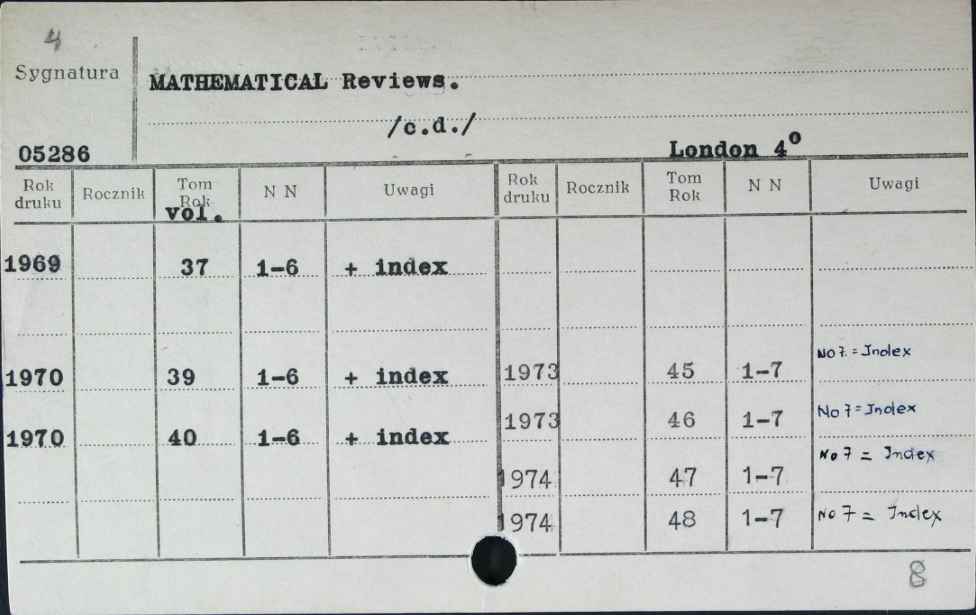 4
Sygnatura
MATHEMATICAL Reviews.
/c.d./
05286
London 4°
Rok druku Rocznik Tom Rok N N Uwagi Rok druku Rocznik Tom Rok N N Uwagi
vol.
1969 37 1-6 + index
1970 39 1-6 + index 1973 45 1-7 No 7. = Index
1970 40 1-6 + index 1973 46 1-7 No 7 = Index
1974 47 1-7 No 7 = Index
1974 48 1-7 No 7 = Index
8